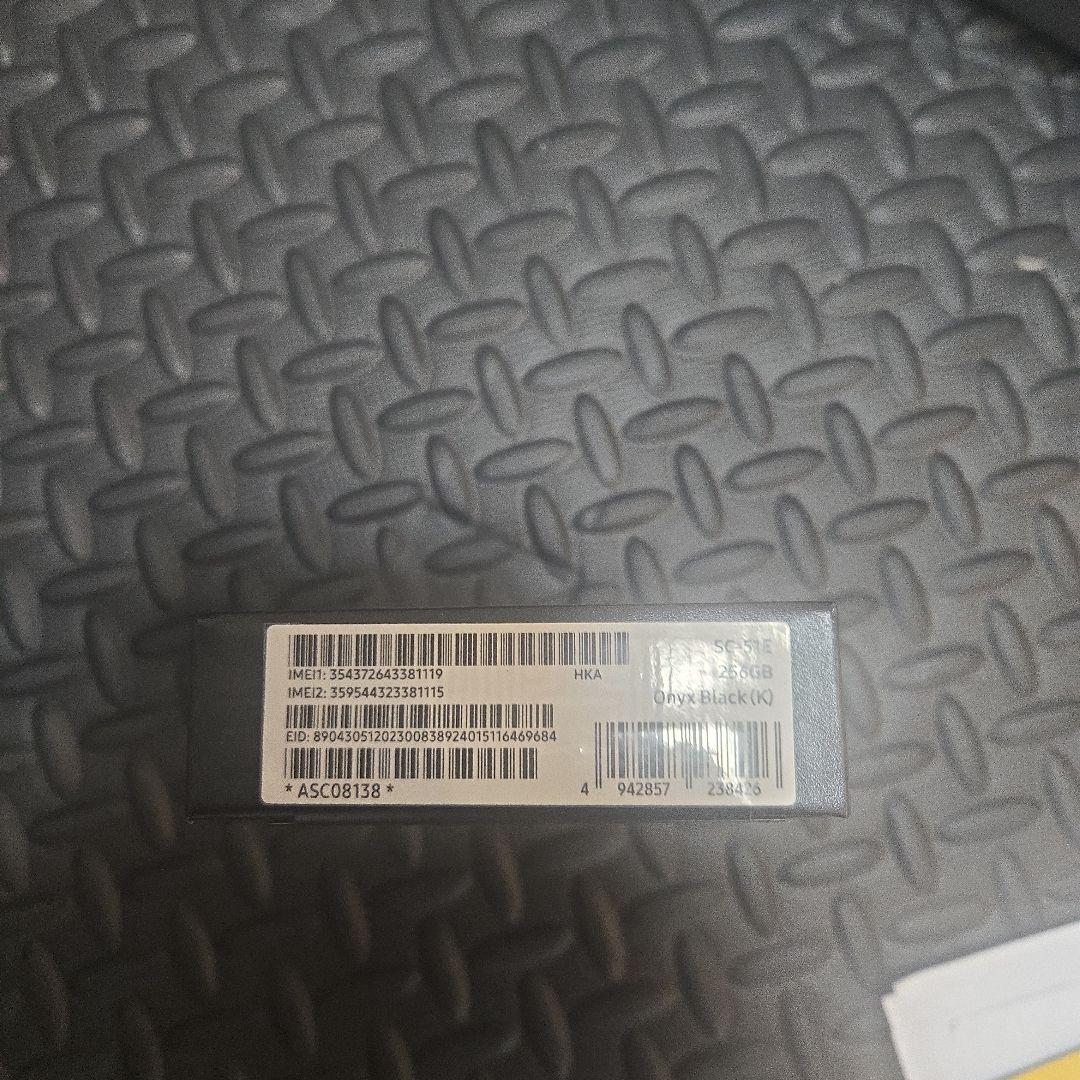 IMEI1: 354372643381119
HKA
IMEI2: 359544323381115
EID: 89043051202300838924015116469684
* ASC08138 *
SC-51E
256GB
Onyx Black (K)
4 942857 238426